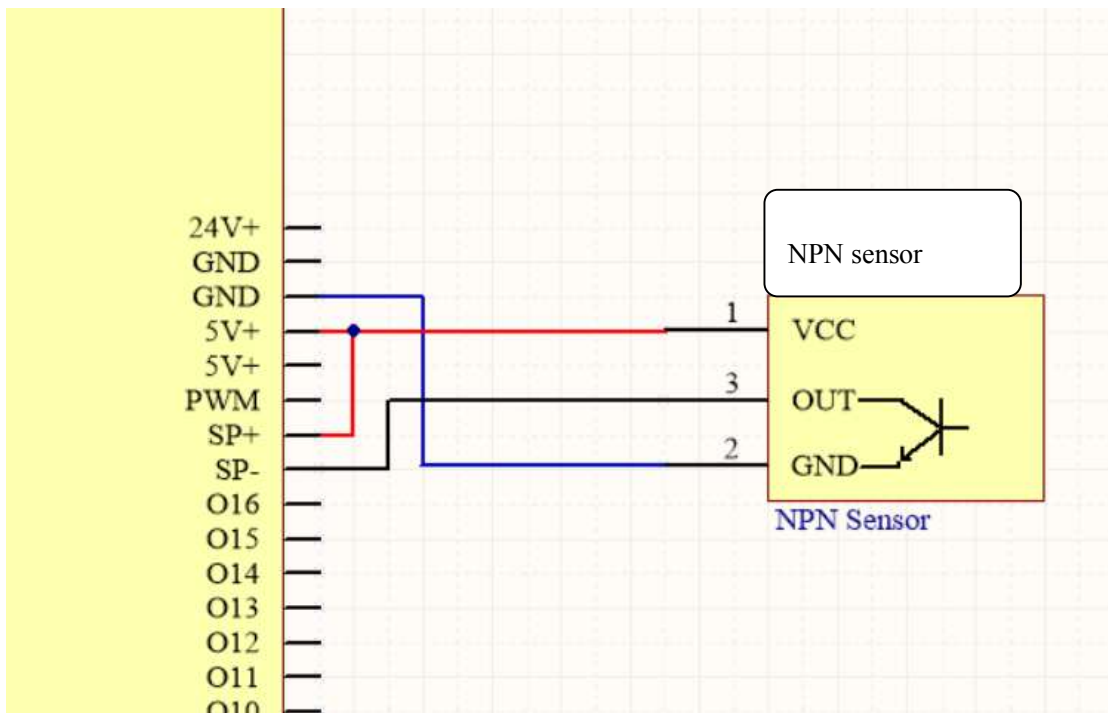 24V+
GND
GND
5V+
5V+
PWM
SP+
SP-
O16
O15
O14
O13
O12
O11
O10
NPN sensor
1
VCC
3
OUT
2
GND
NPN Sensor